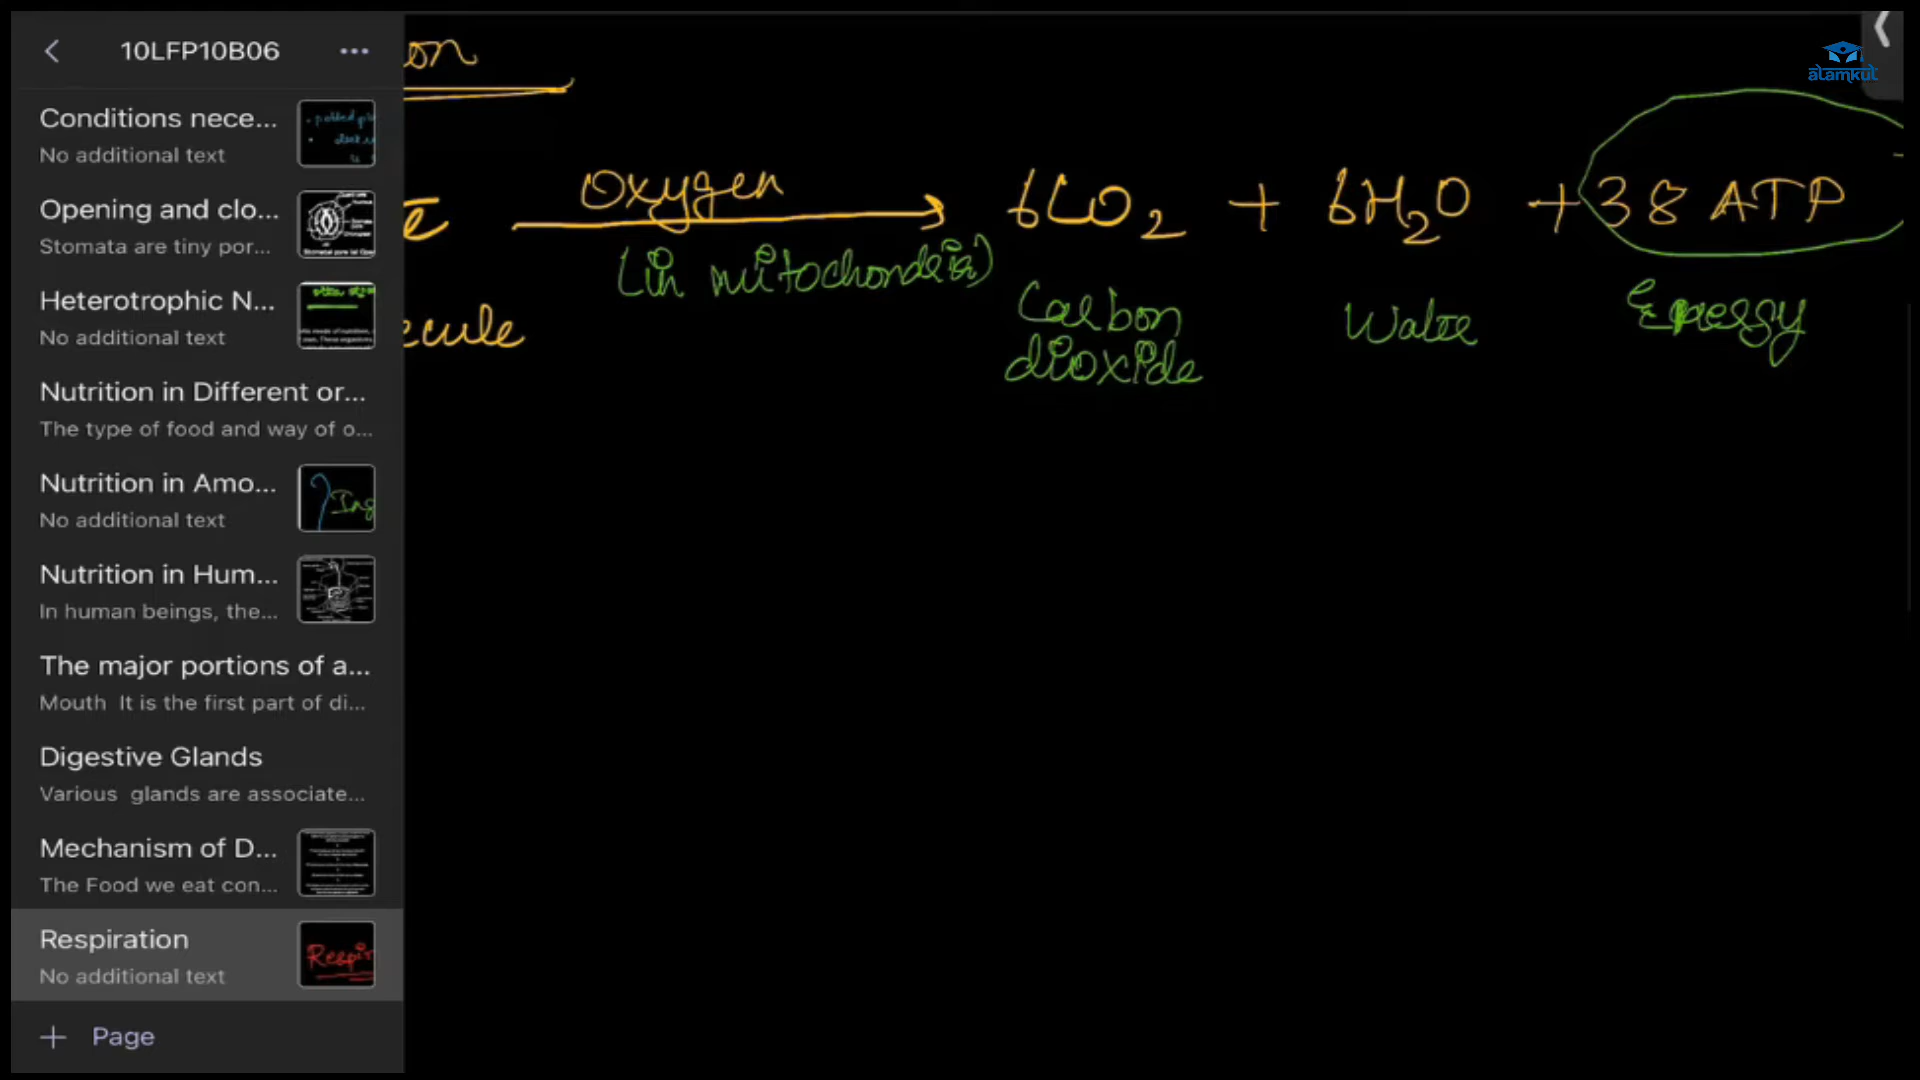 10LFP10B06
Conditions nece...
No additional text
Opening and clo...
Stomata are tiny por...
Heterotrophic N...
No additional text
Nutrition in Different or...
The type of food and way of o...
Nutrition in Amo...
No additional text
Nutrition in Hum...
In human beings, the...
The major portions of a...
Mouth It is the first part of di...
Digestive Glands
Various glands are associate...
Mechanism of D...
The Food we eat con...
Respiration
No additional text
+ Page
on
Oxygen
6CO₂ + 6H₂O + 38 ATP
(in mitochondria)
ecule
Carbon
dioxide
Water
Energy
alamkut